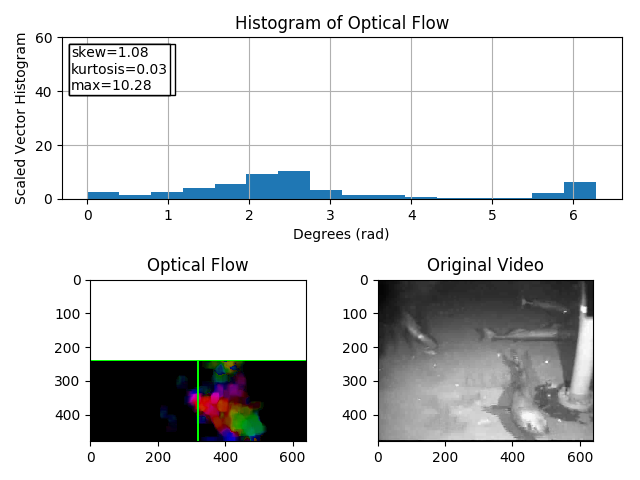 Histogram of Optical Flow
Scaled Vector Histogram
60
40
20
0
skew=1.08
kurtosis=0.03
max=10.28
0 1 2 3 4 5 6
Degrees (rad)
Optical Flow
0
100
200
300
400
0 200 400 600
Original Video
0
100
200
300
400
0 200 400 600